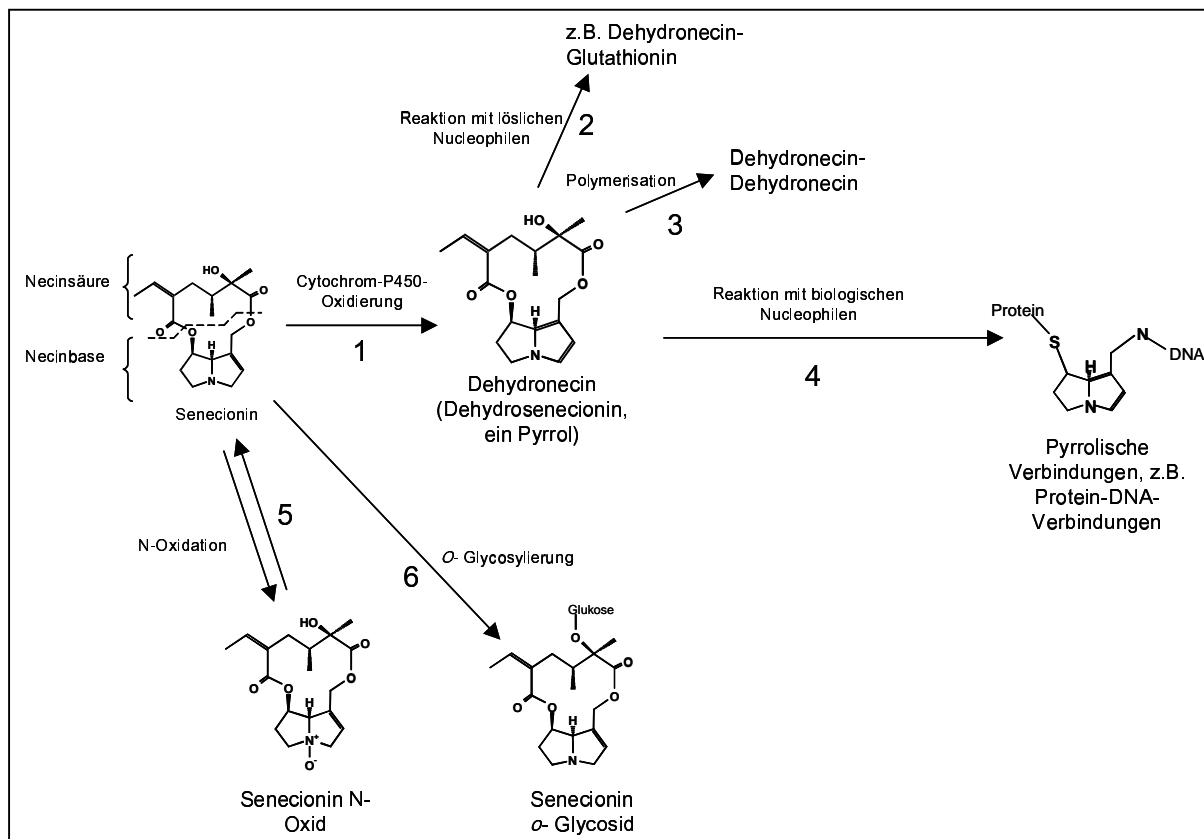 z.B. Dehydronecin-
Glutathionin
Reaktion mit löslichen
Nucleophilen
2
Dehydronecin-
Dehydronecin
Polymerisation
3
HO
O
O
O
O
H
N
Necinsäure
Necinbase
HO
O
O
O
O
H
N
Senecionin
Cytochrom-P450-
Oxidierung
1
Dehydronecin
(Dehydrosenecionin,
ein Pyrrol)
Reaktion mit biologischen
Nucleophilen
4
Protein
S
H
N
N
DNA
Pyrrolische
Verbindungen, z.B.
Protein-DNA-
Verbindungen
5
N-Oxidation
O- Glycosylierung
6
HO
O
O
O
O
H
N+
O-
Senecionin N-
Oxid
Glukose
O
O
O
O
O
H
N
Senecionin
o- Glycosid